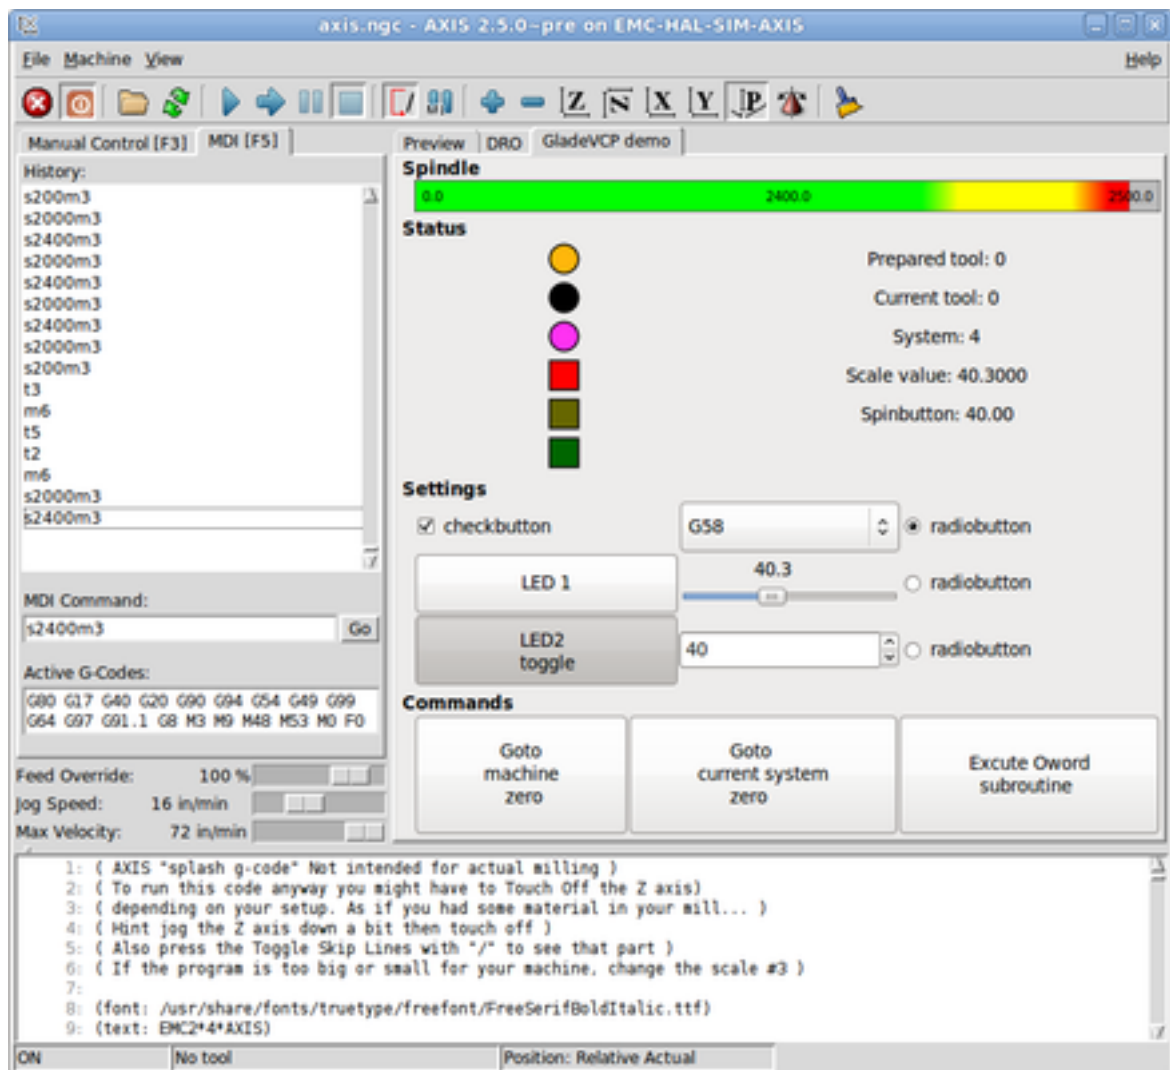 axis.ngc - AXIS 2.5.0~pre on EMC-HAL-SIM-AXIS
File Machine View Help
Z N X Y P
Manual Control [F3] MDI [F5]
History:
s200m3
s2000m3
s2400m3
s2000m3
s2400m3
s2000m3
s2400m3
s2000m3
s200m3
t3
m6
t5
t2
m6
s2000m3
s2400m3
MDI Command:
s2400m3 Go
Active G-Codes:
G80 G17 G40 G20 G90 G94 G54 G49 G99
G64 G97 G91.1 G8 M3 M9 M48 M53 M0 F0
Feed Override: 100 %
Jog Speed: 16 in/min
Max Velocity: 72 in/min
Preview DRO GladeVCP demo
Spindle
0.0 2400.0 2500.0
Status
Prepared tool: 0
Current tool: 0
System: 4
Scale value: 40.3000
Spinbutton: 40.00
Settings
checkbutton G58 radiobutton
LED 1 40.3 radiobutton
LED2
toggle
40 radiobutton
Commands
Goto
machine
zero
Goto
current system
zero
Excute Oword
subroutine
1: ( AXIS "splash g-code" Not intended for actual milling )
2: ( To run this code anyway you might have to Touch Off the Z axis)
3: ( depending on your setup. As if you had some material in your mill... )
4: ( Hint jog the Z axis down a bit then touch off )
5: ( Also press the Toggle Skip Lines with "/" to see that part )
6: ( If the program is too big or small for your machine, change the scale #3 )
7:
8: (font: /usr/share/fonts/truetype/freefont/FreeSerifBoldItalic.ttf)
9: (text: EMC2*4*AXIS)
ON No tool Position: Relative Actual